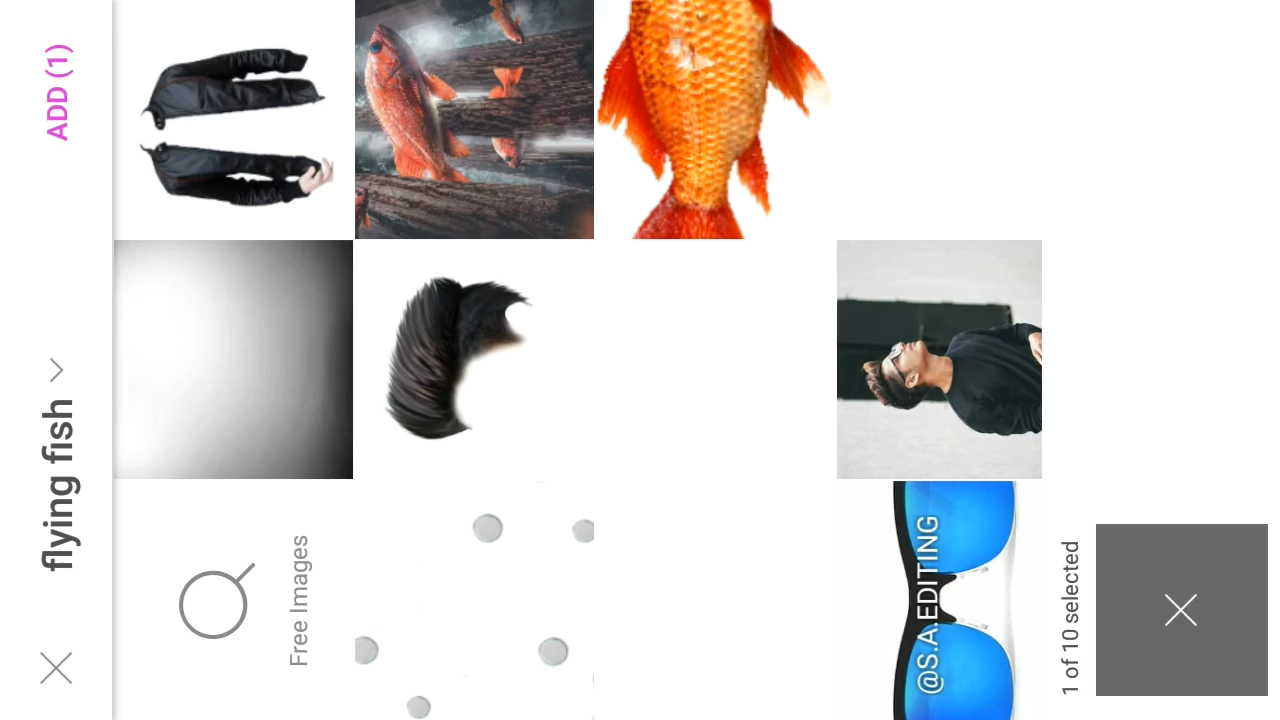 flying fish
ADD (1)
Free Images
@S.A.EDITING
1 of 10 selected